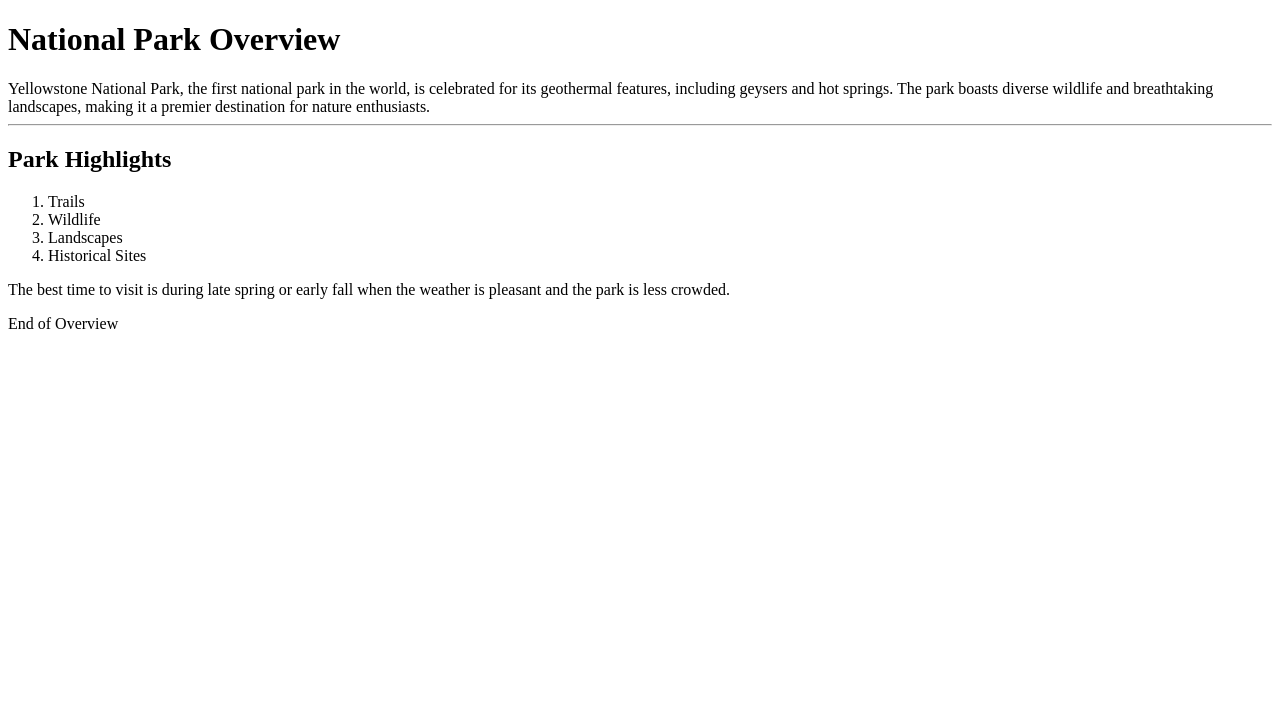 National Park Overview
Yellowstone National Park, the first national park in the world, is celebrated for its geothermal features, including geysers and hot springs. The park boasts diverse wildlife and breathtaking
landscapes, making it a premier destination for nature enthusiasts.
Park Highlights
1. Trails
2. Wildlife
3. Landscapes
4. Historical Sites
The best time to visit is during late spring or early fall when the weather is pleasant and the park is less crowded.
End of Overview